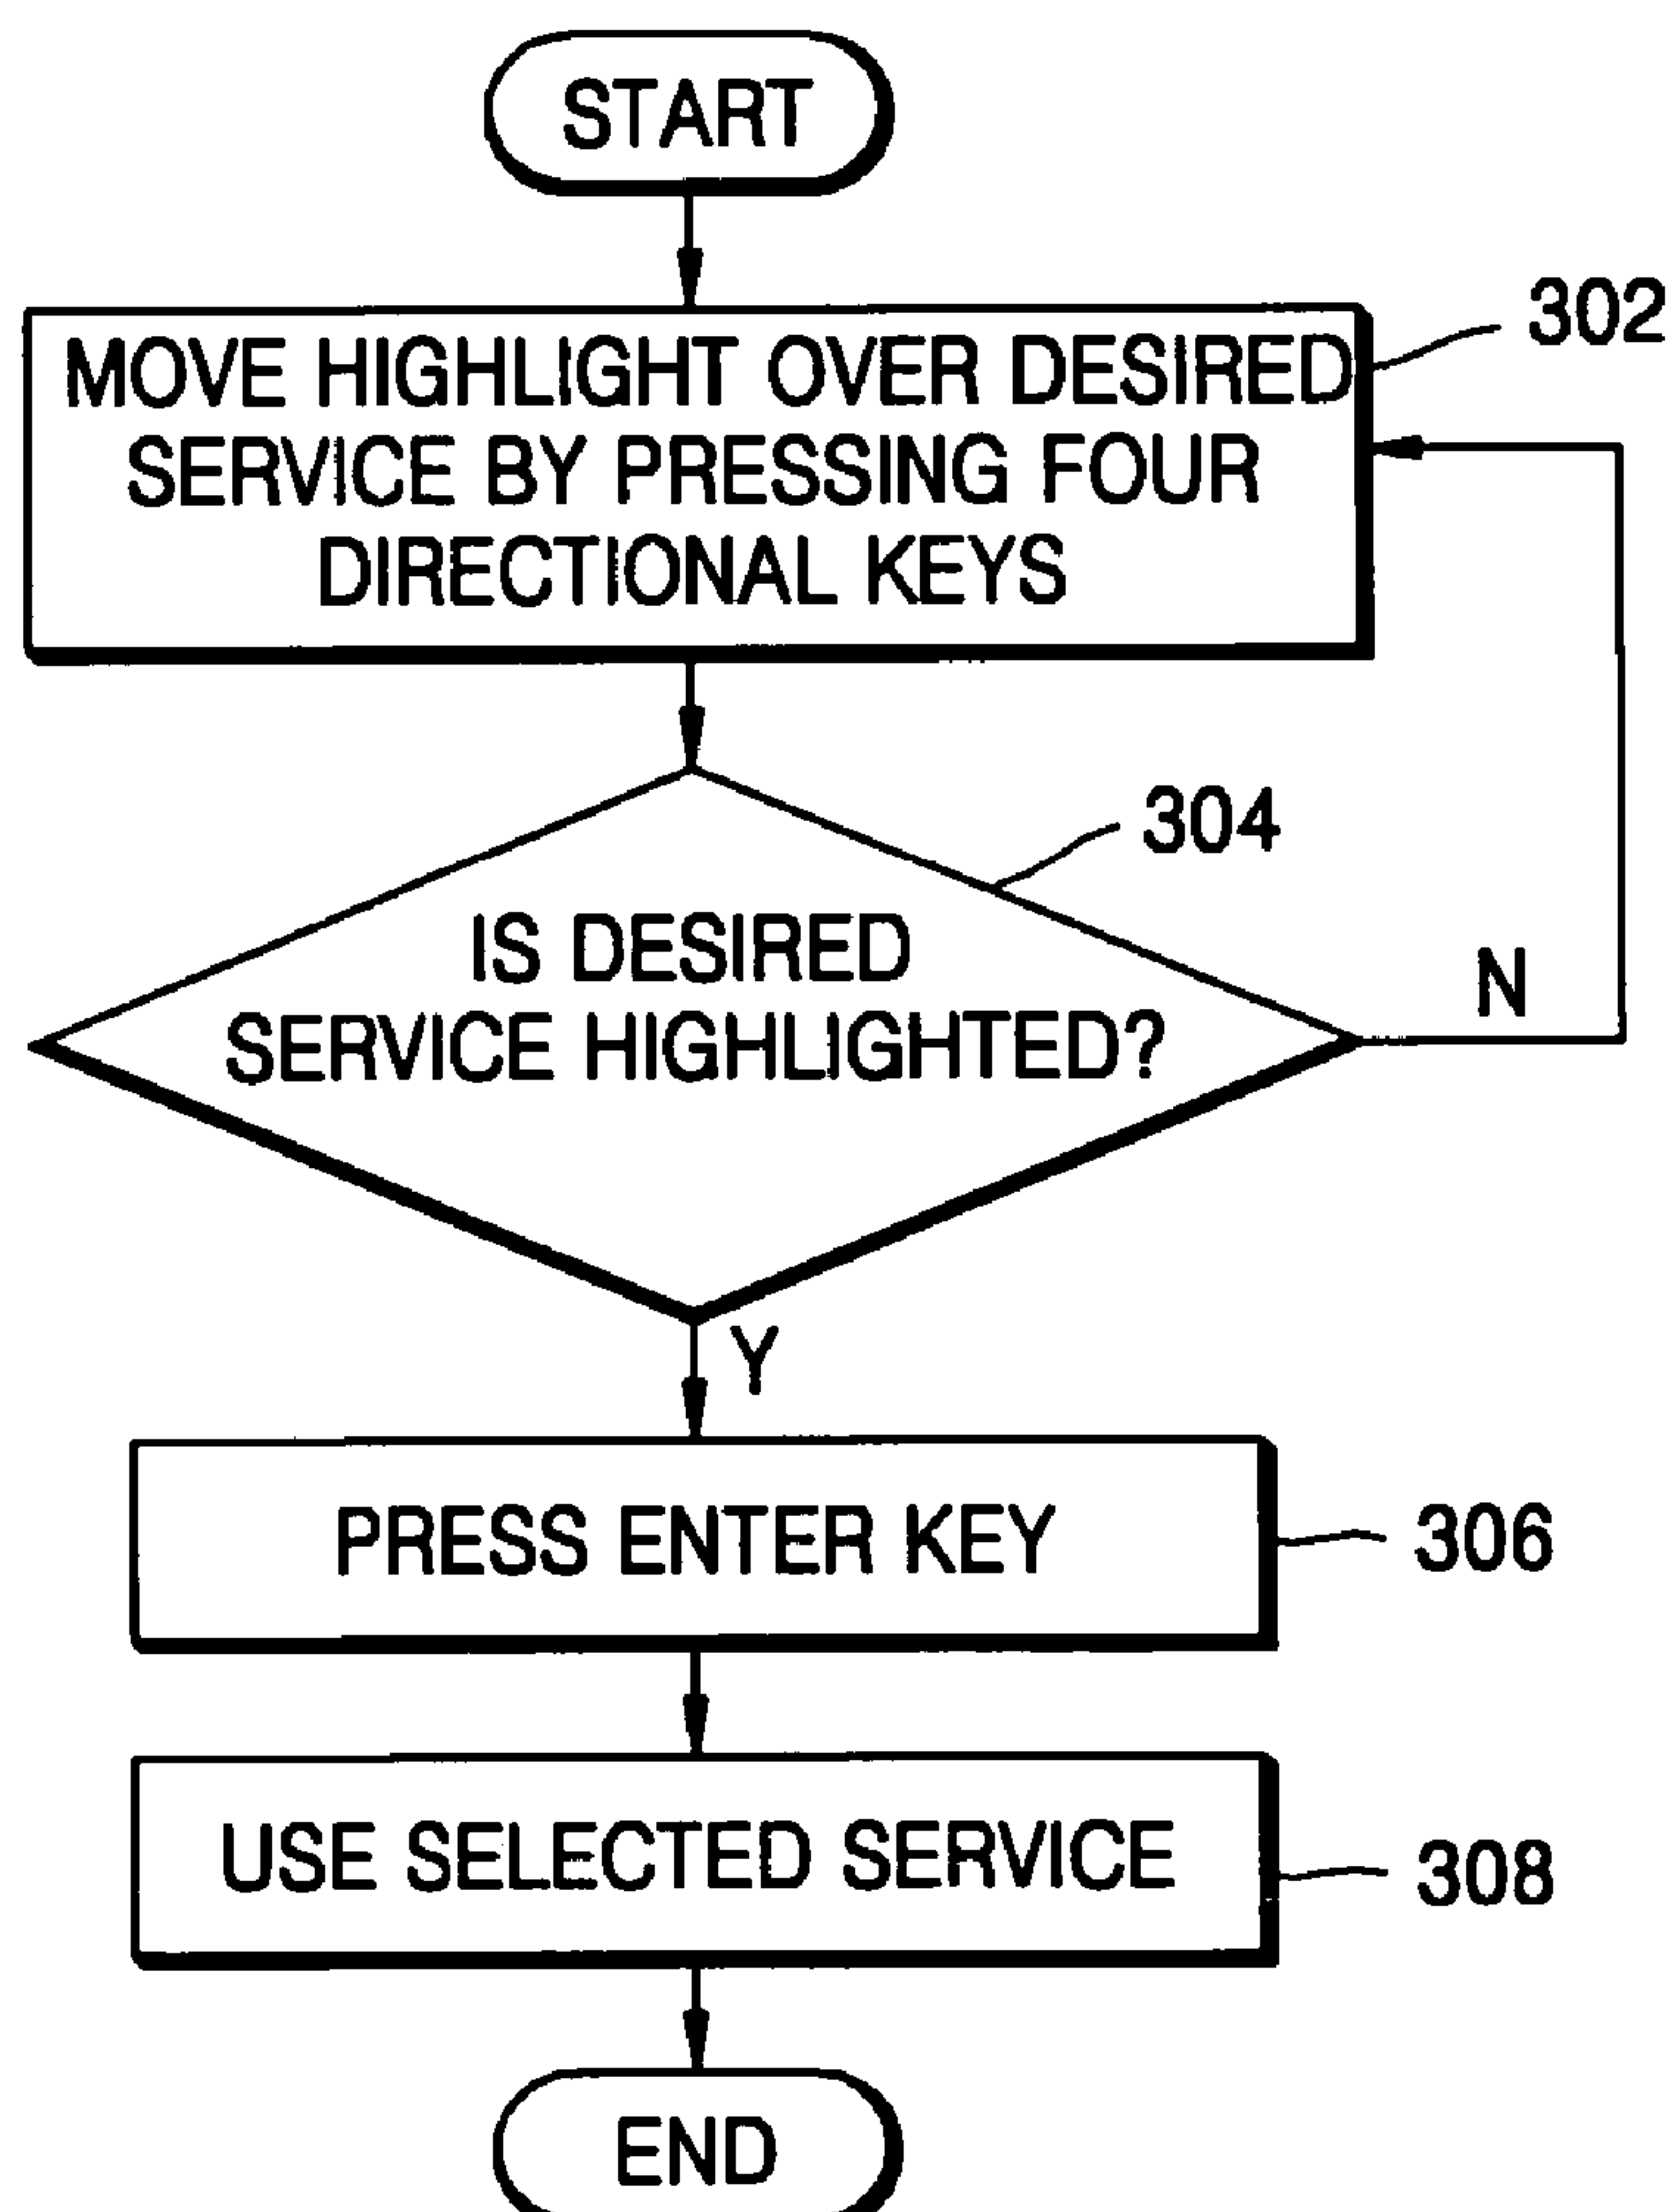 START
302
MOVE HIGHLIGHT OVER DESIRED
SERVICE BY PRESSING FOUR
DIRECTIONAL KEYS
304
IS DESIRED
SERVICE HIGHLIGHTED?
N
Y
PRESS ENTER KEY
306
USE SELECTED SERVICE
308
END